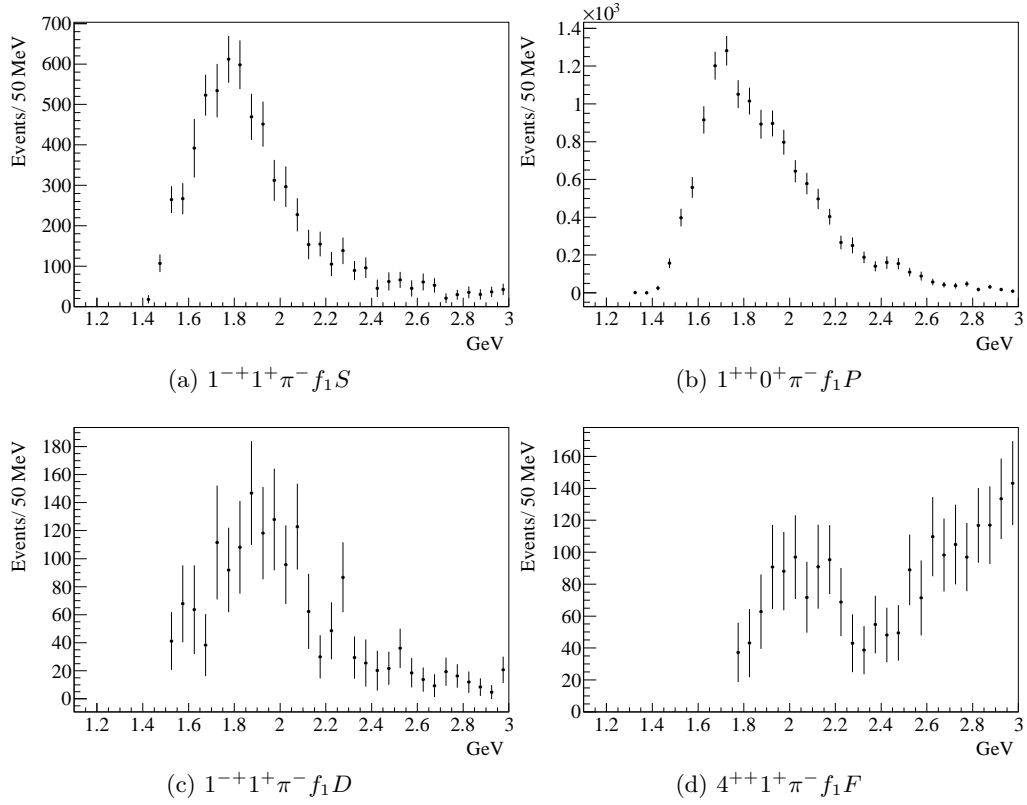 700
600
500
400
300
200
100
0
Events/ 50 MeV
1.2 1.4 1.6 1.8 2 2.2 2.4 2.6 2.8 3
GeV
(a) 1⁻⁺1⁺π⁻f₁S
×10³
1.4
1.2
1
0.8
0.6
0.4
0.2
0
Events/ 50 MeV
1.2 1.4 1.6 1.8 2 2.2 2.4 2.6 2.8 3
GeV
(b) 1⁺⁺0⁺π⁻f₁P
180
160
140
120
100
80
60
40
20
0
Events/ 50 MeV
1.2 1.4 1.6 1.8 2 2.2 2.4 2.6 2.8 3
GeV
(c) 1⁻⁺1⁺π⁻f₁D
160
140
120
100
80
60
40
20
0
Events/ 50 MeV
1.2 1.4 1.6 1.8 2 2.2 2.4 2.6 2.8 3
GeV
(d) 4⁺⁺1⁺π⁻f₁F